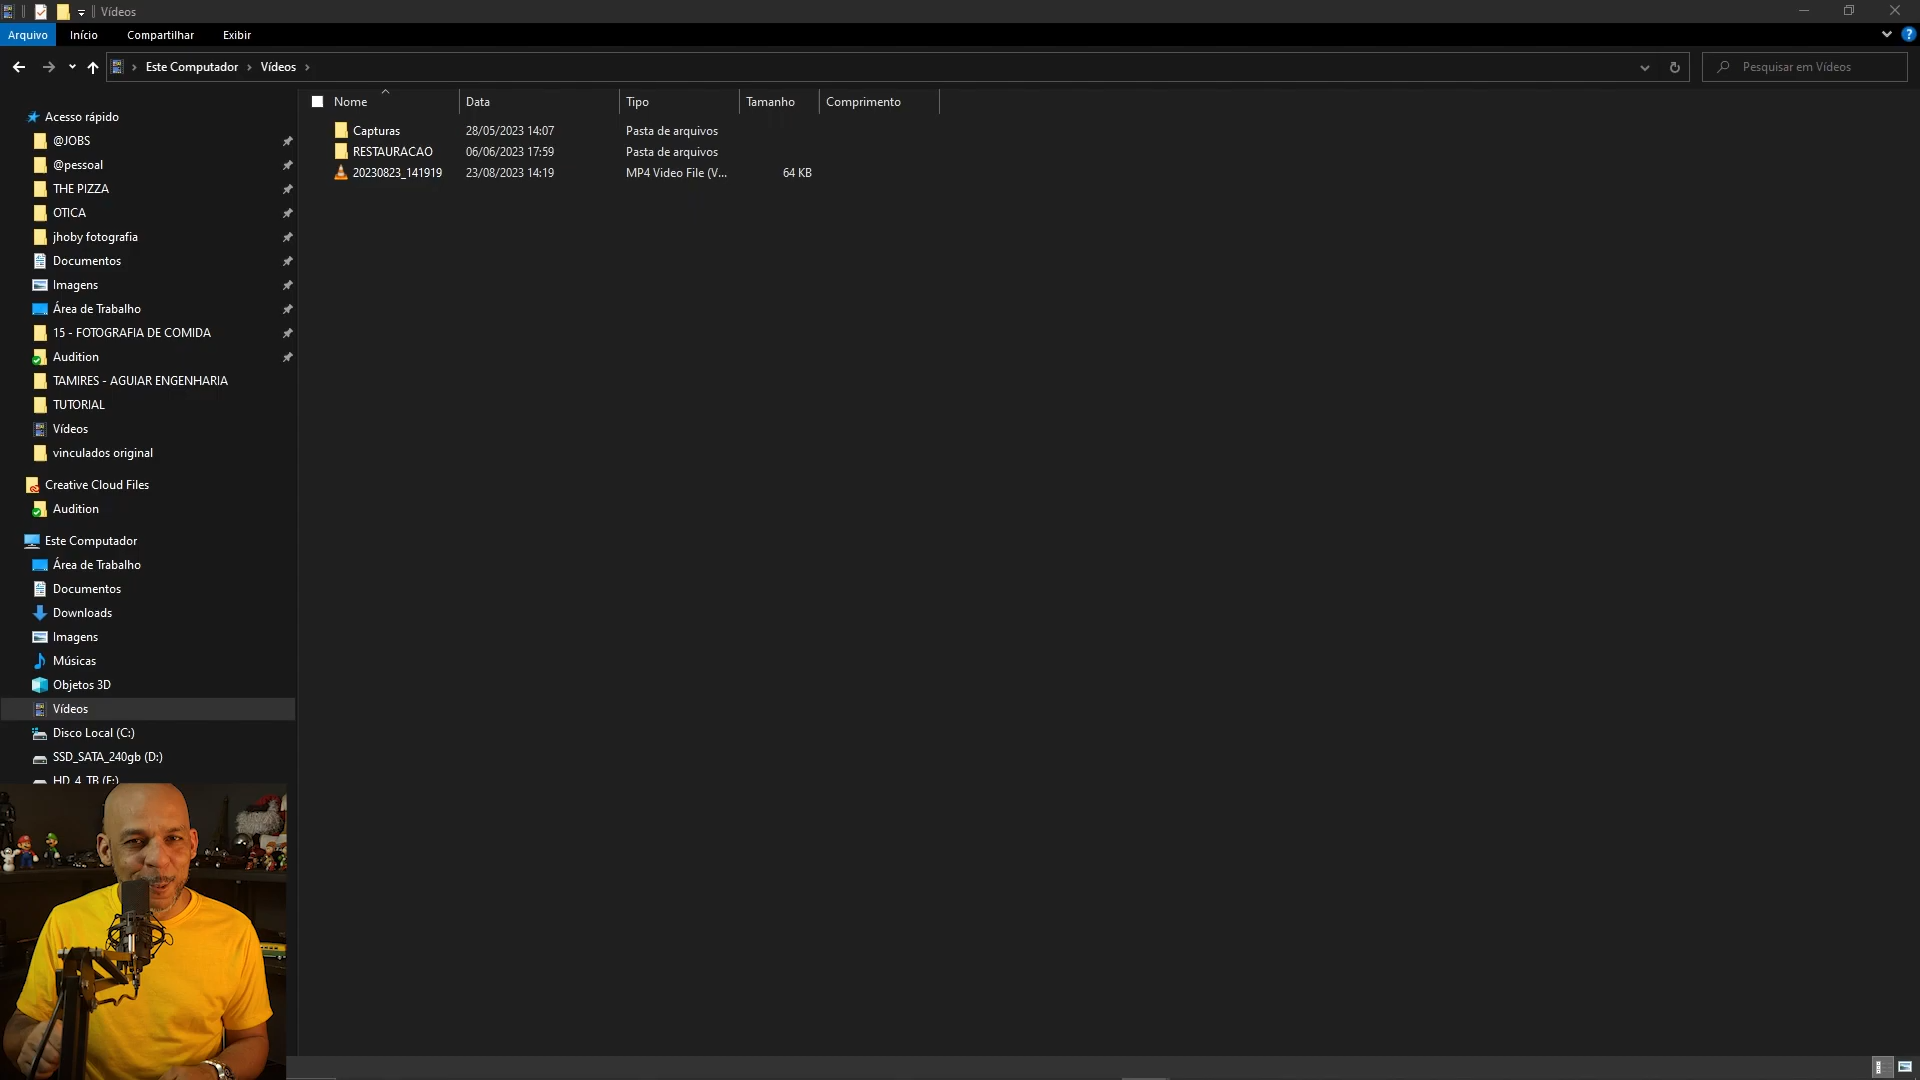 Vídeos
Arquivo Início Compartilhar Exibir
Este Computador Vídeos Pesquisar em Vídeos
Nome Data Tipo Tamanho Comprimento
Capturas 28/05/2023 14:07 Pasta de arquivos
RESTAURACAO 06/06/2023 17:59 Pasta de arquivos
20230823_141919 23/08/2023 14:19 MP4 Video File (V... 64 KB
Acesso rápido
@JOBS
@pessoal
THE PIZZA
OTICA
jhoby fotografia
Documentos
Imagens
Área de Trabalho
15 - FOTOGRAFIA DE COMIDA
Audition
TAMIRES - AGUIAR ENGENHARIA
TUTORIAL
Vídeos
vinculados original
Creative Cloud Files
Audition
Este Computador
Área de Trabalho
Documentos
Downloads
Imagens
Músicas
Objetos 3D
Vídeos
Disco Local (C:)
SSD_SATA_240gb (D:)